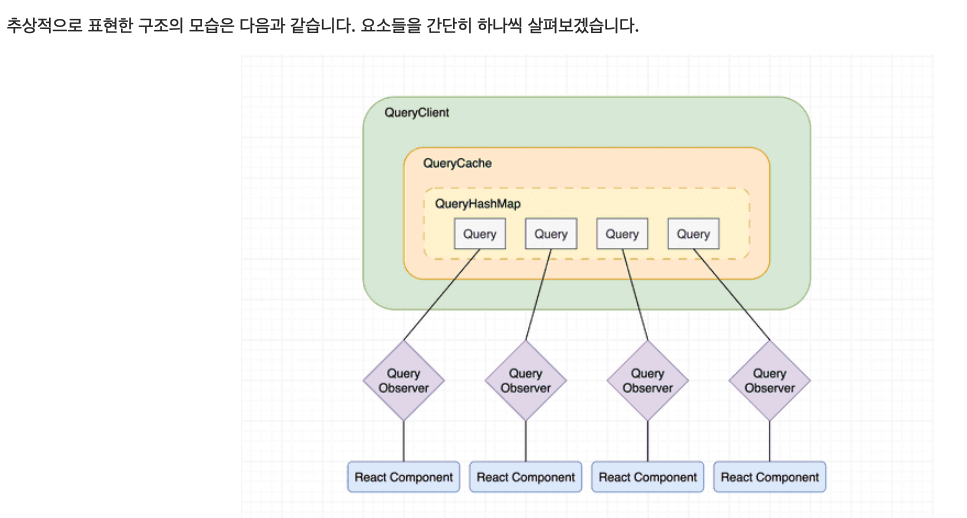 추상적으로 표현한 구조의 모습은 다음과 같습니다. 요소들을 간단히 하나씩 살펴보겠습니다.
QueryClient
QueryCache
QueryHashMap
Query
Query
Query
Query
Query
Observer
Query
Observer
Query
Observer
Query
Observer
React Component
React Component
React Component
React Component